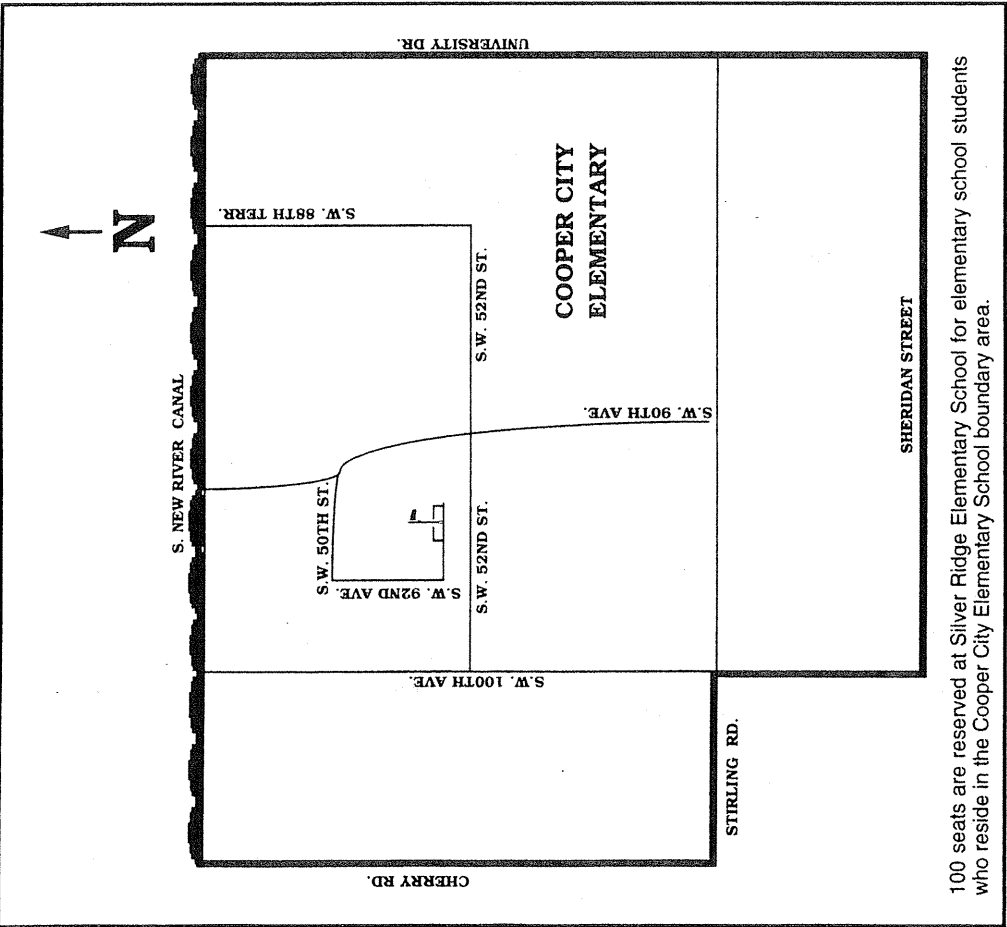 UNIVERSITY DR.
N
S.W. 88TH TERR.
S. NEW RIVER CANAL
S.W. 52ND ST.
COOPER CITY
ELEMENTARY
S.W. 90TH AVE.
SHERIDAN STREET
S.W. 50TH ST.
S.W. 92ND AVE.
S.W. 52ND ST.
S.W. 100TH AVE.
STIRLING RD.
CHERRY RD.
100 seats are reserved at Silver Ridge Elementary School for elementary school students
who reside in the Cooper City Elementary School boundary area.